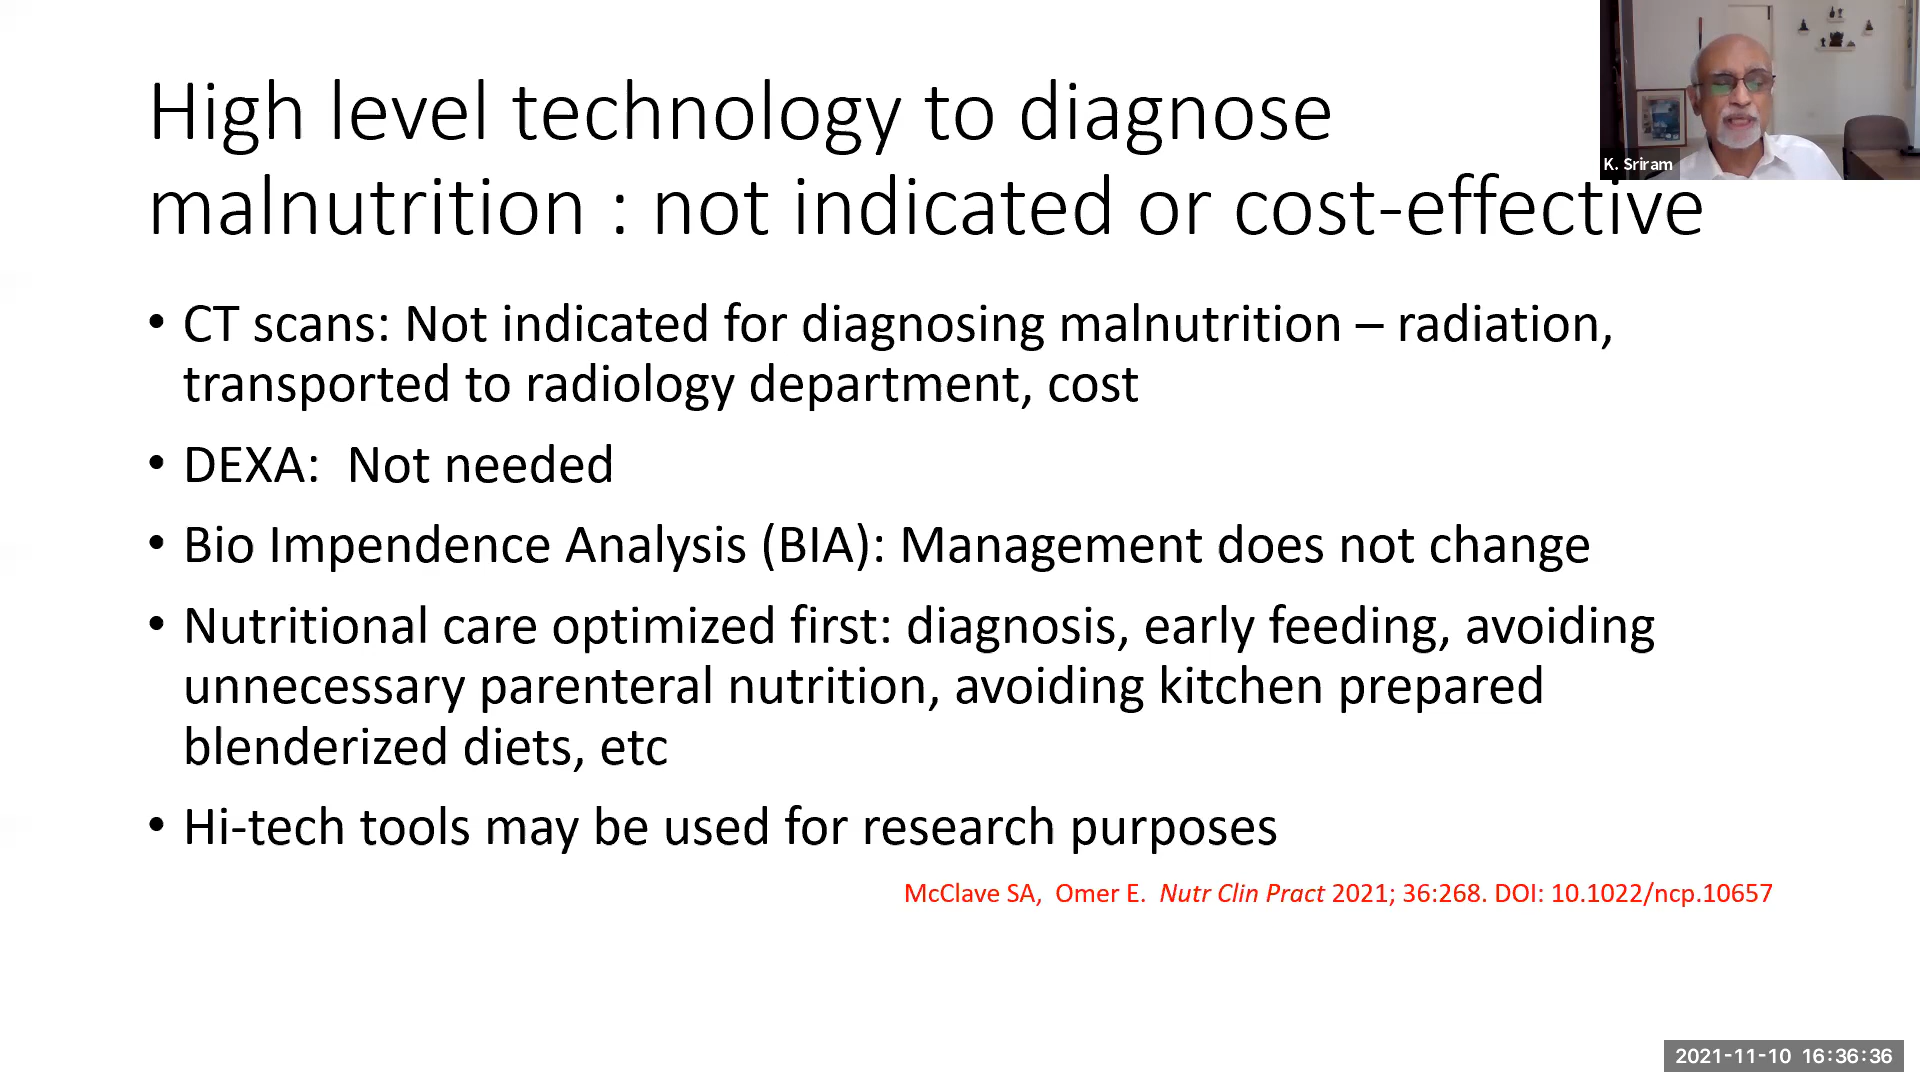 High level technology to diagnose
malnutrition : not indicated or cost-effective
K. Sriram
• CT scans: Not indicated for diagnosing malnutrition – radiation,
transported to radiology department, cost
• DEXA:  Not needed
• Bio Impendence Analysis (BIA): Management does not change
• Nutritional care optimized first: diagnosis, early feeding, avoiding
unnecessary parenteral nutrition, avoiding kitchen prepared
blenderized diets, etc
• Hi-tech tools may be used for research purposes
McClave SA,  Omer E.  Nutr Clin Pract 2021; 36:268. DOI: 10.1022/ncp.10657
2021-11-10  16:36:36